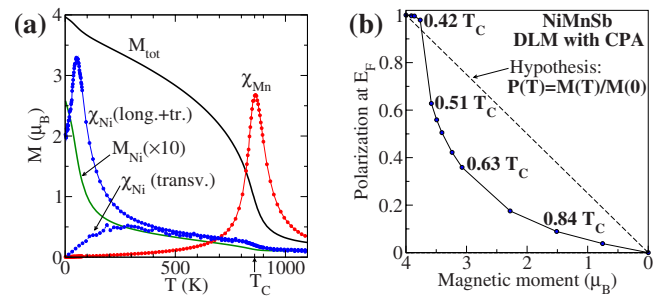 (a)
4
3
2
1
0
M (μB)
Mtot
χMn
χNi(long.+tr.)
MNi(×10)
χNi (transv.)
0
500
1000
T (K)
TC
(b)
1
0.8
0.6
0.4
0.2
0
Polarization at EF
0.42 TC
NiMnSb
DLM with CPA
Hypothesis:
P(T)=M(T)/M(0)
0.51 TC
0.63 TC
0.84 TC
4
3
2
1
0
Magnetic moment (μB)